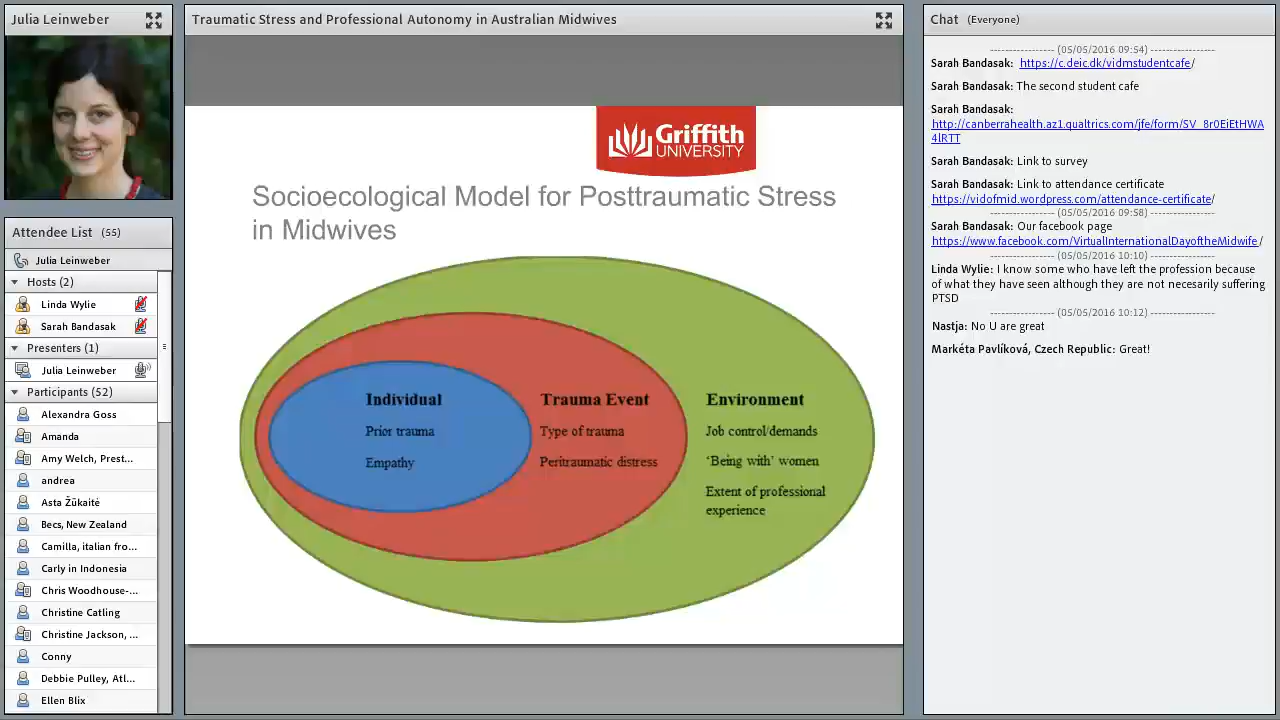 Julia Leinweber
Attendee List (55)
Julia Leinweber
Hosts (2)
Linda Wylie
Sarah Bandasak
Presenters (1)
Julia Leinweber
Participants (52)
Alexandra Goss
Amanda
Amy Welch, Prest...
andrea
Asta Žūkaitė
Becs, New Zealand
Camilla, italian fro...
Carly in Indonesia
Chris Woodhouse-...
Christine Catling
Christine Jackson, ...
Conny
Debbie Pulley, Atl...
Ellen Blix
Traumatic Stress and Professional Autonomy in Australian Midwives
Griffith
UNIVERSITY
Socioecological Model for Posttraumatic Stress
in Midwives
Individual
Prior trauma
Empathy
Trauma Event
Type of trauma
Peritraumatic distress
Environment
Job control/demands
‘Being with’ women
Extent of professional
experience
Chat (Everyone)
----------------- (05/05/2016 09:54) -----------------
Sarah Bandasak: https://c.deic.dk/vidmstudentcafe/
Sarah Bandasak: The second student cafe
Sarah Bandasak:
http://canberrahealth.az1.qualtrics.com/jfe/form/SV_8r0EiEtHWA
4lRTT
Sarah Bandasak: Link to survey
Sarah Bandasak: Link to attendance certificate
https://vidofmid.wordpress.com/attendance-certificate/
----------------- (05/05/2016 09:58) -----------------
Sarah Bandasak: Our facebook page
https://www.facebook.com/VirtualInternationalDayoftheMidwife/
----------------- (05/05/2016 10:10) -----------------
Linda Wylie: I know some who have left the profession because
of what they have seen although they are not necesarily suffering
PTSD
----------------- (05/05/2016 10:12) -----------------
Nastja: No U are great
Markéta Pavlíková, Czech Republic: Great!